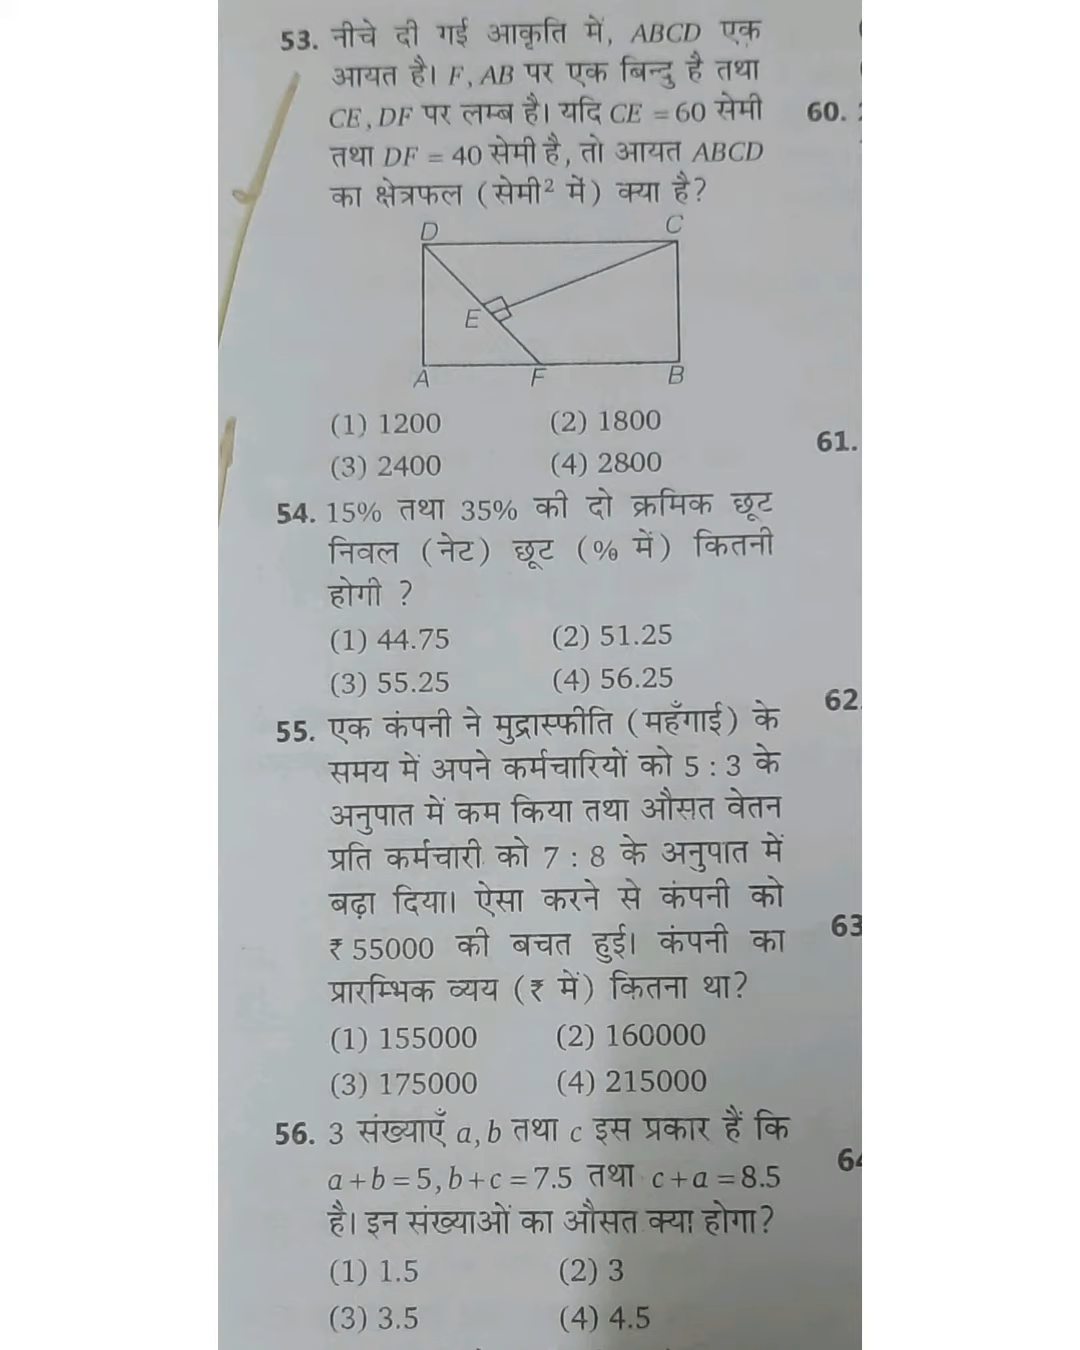 53. नीचे दी गई आकृति में, ABCD एक
आयत है। F, AB पर एक बिन्दु है तथा
CE, DF पर लम्ब है। यदि CE = 60 सेमी
60.
तथा DF = 40 सेमी है, तो आयत ABCD
का क्षेत्रफल (सेमी² में) क्या है?
D C
E
A F B
(1) 1200 (2) 1800
(3) 2400 (4) 2800
61.
54. 15% तथा 35% की दो क्रमिक छूट
निवल (नेट) छूट (% में) कितनी
होगी ?
(1) 44.75 (2) 51.25
(3) 55.25 (4) 56.25
62.
55. एक कंपनी ने मुद्रास्फीति (महँगाई) के
समय में अपने कर्मचारियों को 5 : 3 के
अनुपात में कम किया तथा औसत वेतन
प्रति कर्मचारी को 7 : 8 के अनुपात में
बढ़ा दिया। ऐसा करने से कंपनी को
₹ 55000 की बचत हुई। कंपनी का
63
प्रारम्भिक व्यय (₹ में) कितना था?
(1) 155000 (2) 160000
(3) 175000 (4) 215000
56. 3 संख्याएँ a, b तथा c इस प्रकार हैं कि
64
a + b = 5, b + c = 7.5 तथा c + a = 8.5
है। इन संख्याओं का औसत क्या होगा?
(1) 1.5 (2) 3
(3) 3.5 (4) 4.5